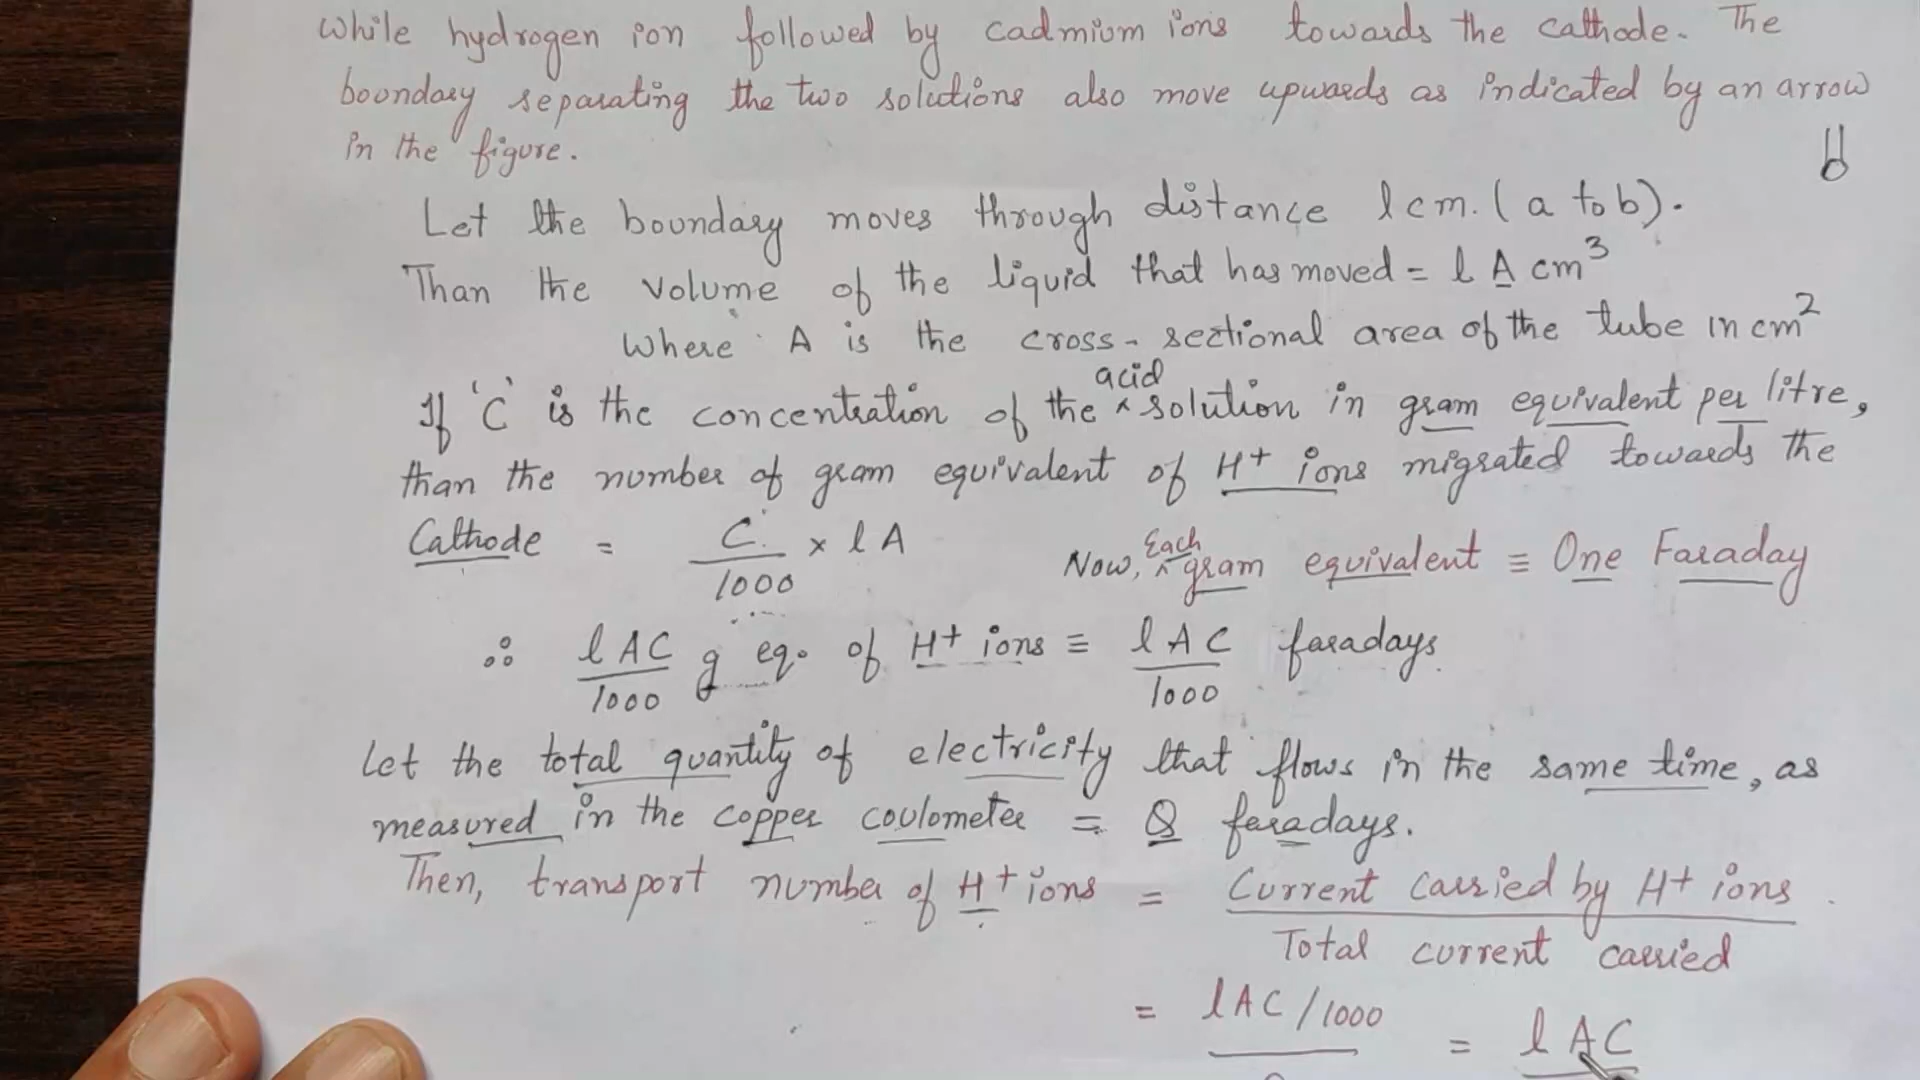 While hydrogen ion followed by cadmium ions towards the cathode. The
boundary separating the two solutions also move upwards as indicated by an arrow
in the figure.
b
Let the boundary moves through distance l cm. (a to b).
Than the volume of the liquid that has moved = l A cm³
Where A is the cross-sectional area of the tube in cm²
acid
If 'C' is the concentration of the ^ solution in gram equivalent per litre,
than the number of gram equivalent of H+ ions migrated towards the
Cathode = C/1000 × l A
Each
Now, ^ gram equivalent ≡ One Faraday
∴ lAC/1000 g eq. of H+ ions ≡ lAC/1000 faradays.
Let the total quantity of electricity that flows in the same time, as
measured in the copper coulometer = Q faradays.
Then, transport number of H+ ions = Current carried by H+ ions
Total current carried
= lAC/1000 = lAC